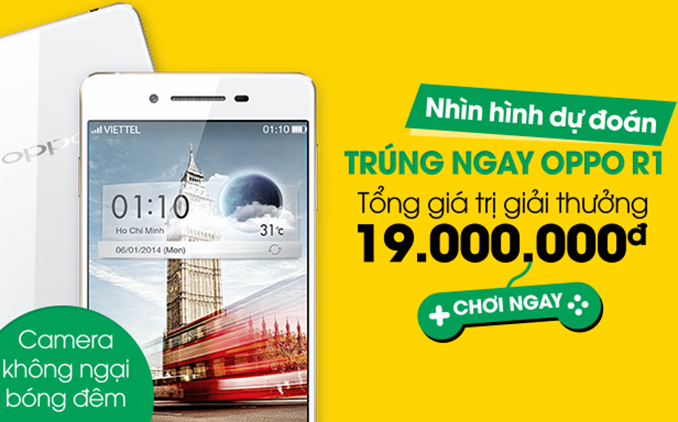 oppo
VIETTEL
01:10
01:10
Ho Chi Minh
31°c
06/01/2014 (Mon)
Camera
không ngại
bóng đêm
Nhìn hình dự đoán
TRÚNG NGAY OPPO R1
Tổng giá trị giải thưởng
19.000.000đ
CHƠI NGAY